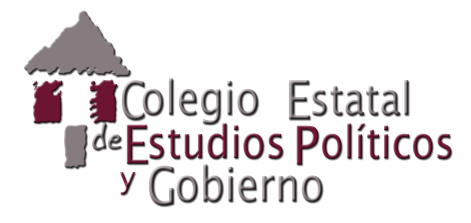 Colegio Estatal
de Estudios Políticos
y Gobierno